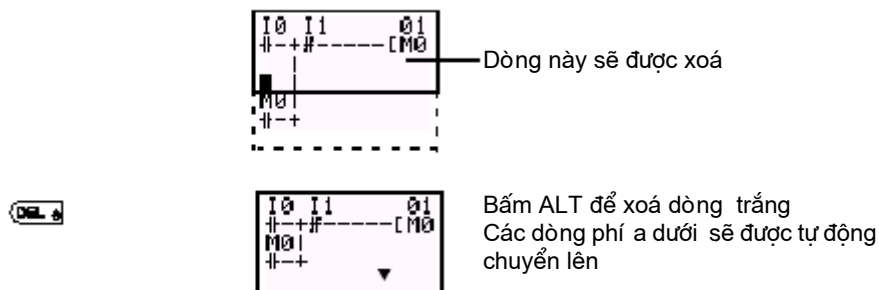 I0 I1 01
╫-+#-----[M0
|
M0|
╫-+
Dòng này sẽ được xoá
DEL
I0 I1 01
╫-+#-----[M0
M0|
╫-+
▼
Bấm ALT để xoá dòng trắng
Các dòng phí a dưới sẽ được tự động
chuyển lên